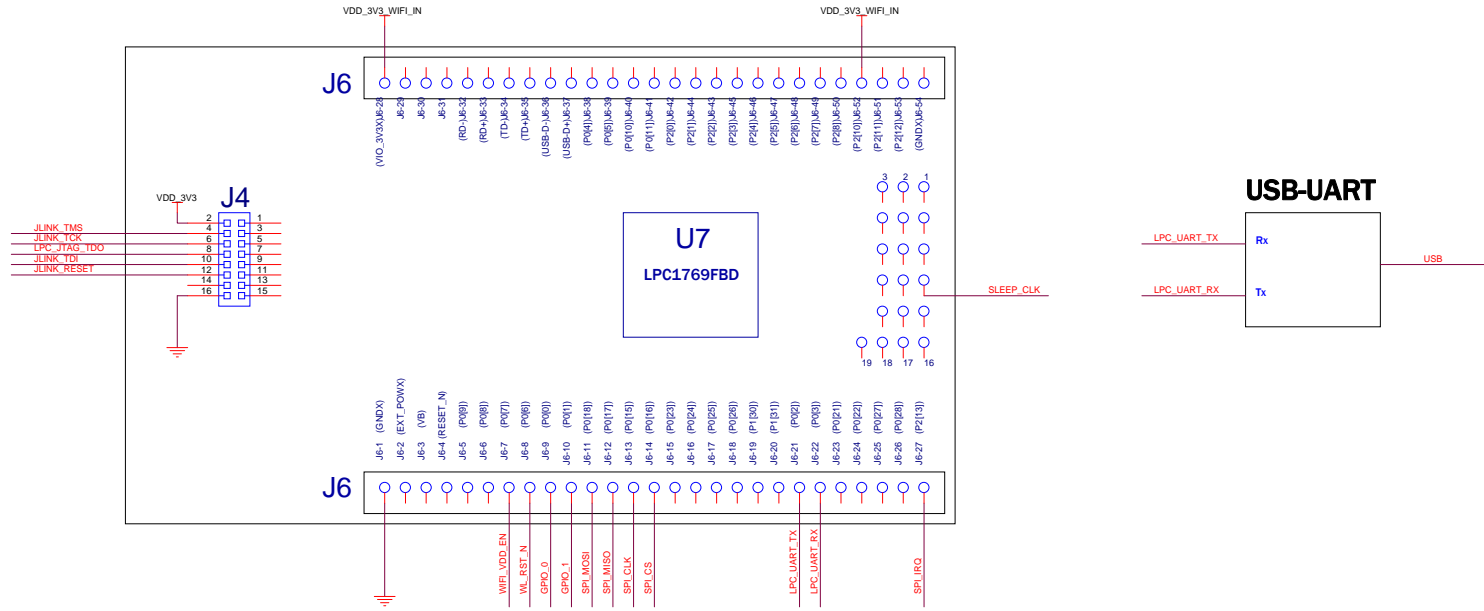 VDD_3V3_WIFI_IN
VDD_3V3_WIFI_IN
J6
(VIO_3V3X)J6-28
J6-29
J6-30
J6-31
(RD-)J6-32
(RD+)J6-33
(TD-)J6-34
(TD+)J6-35
(USB-D-)J6-36
(USB-D+)J6-37
(P0[4])J6-38
(P0[5])J6-39
(P0[10])J6-40
(P0[11])J6-41
(P2[0])J6-42
(P2[1])J6-44
(P2[2])J6-43
(P2[3])J6-45
(P2[4])J6-46
(P2[5])J6-47
(P2[6])J6-48
(P2[7])J6-49
(P2[8])J6-50
(P2[10])J6-52
(P2[11])J6-51
(P2[12])J6-53
(GNDX)J6-54
3 2 1
VDD_3V3
J4
2 1
4 3
6 5
8 7
10 9
12 11
14 13
16 15
JLINK_TMS
JLINK_TCK
LPC_JTAG_TDO
JLINK_TDI
JLINK_RESET
U7
LPC1769FBD
SLEEP_CLK
19 18 17 16
USB-UART
LPC_UART_TX
Rx
USB
LPC_UART_RX
Tx
J6-1 (GNDX)
J6-2 (EXT_POWX)
J6-3 (VB)
J6-4 (RESET_N)
J6-5 (P0[9])
J6-6 (P0[8])
J6-7 (P0[7])
J6-8 (P0[6])
J6-9 (P0[0])
J6-10 (P0[1])
J6-11 (P0[18])
J6-12 (P0[17])
J6-13 (P0[15])
J6-14 (P0[16])
J6-15 (P0[23])
J6-16 (P0[24])
J6-17 (P0[25])
J6-18 (P0[26])
J6-19 (P1[30])
J6-20 (P1[31])
J6-21 (P0[2])
J6-22 (P0[3])
J6-23 (P0[21])
J6-24 (P0[22])
J6-25 (P0[27])
J6-26 (P0[28])
J6-27 (P2[13])
J6
WIFI_VDD_EN
WL_RST_N
GPIO_0
GPIO_1
SPI_MOSI
SPI_MISO
SPI_CLK
SPI_CS
LPC_UART_TX
LPC_UART_RX
SPI_IRQ